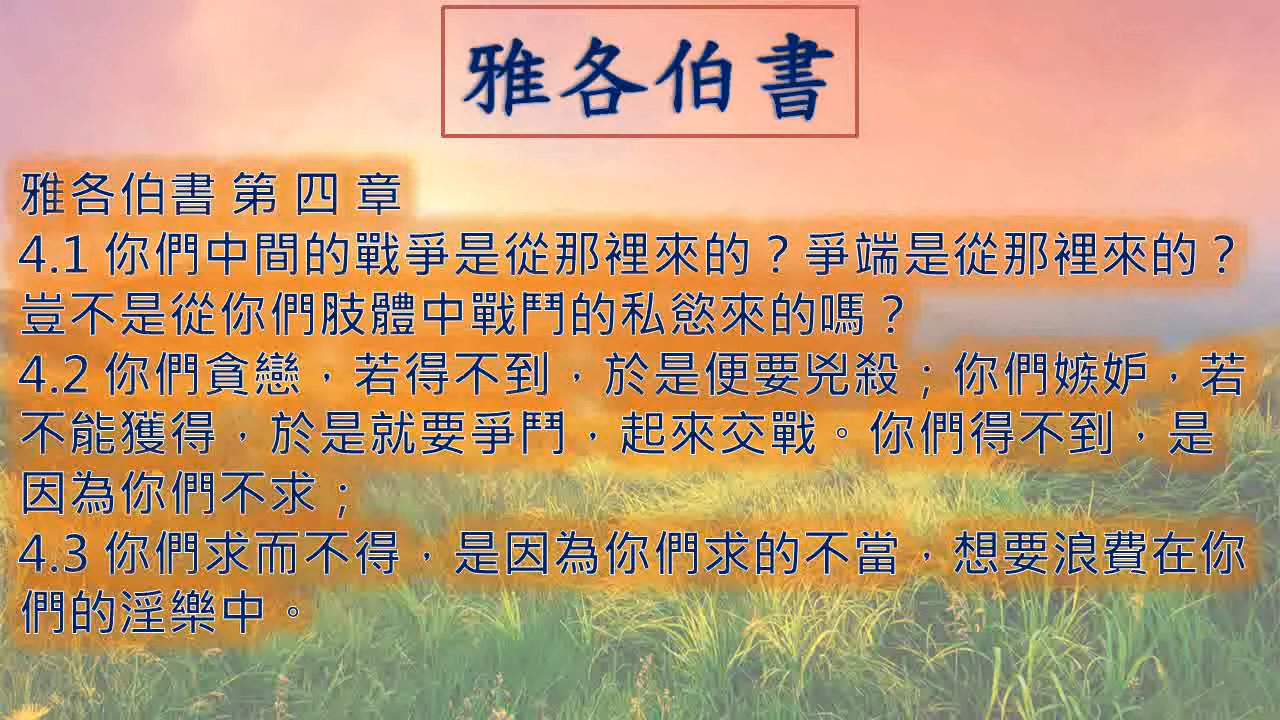 雅各伯書
雅各伯書 第 四 章
4.1 你們中間的戰爭是從那裡來的？爭端是從那裡來的？
豈不是從你們肢體中戰鬥的私慾來的嗎？
4.2 你們貪戀，若得不到，於是便要兇殺；你們嫉妒，若
不能獲得，於是就要爭鬥，起來交戰。你們得不到，是
因為你們不求；
4.3 你們求而不得，是因為你們求的不當，想要浪費在你
們的淫樂中。